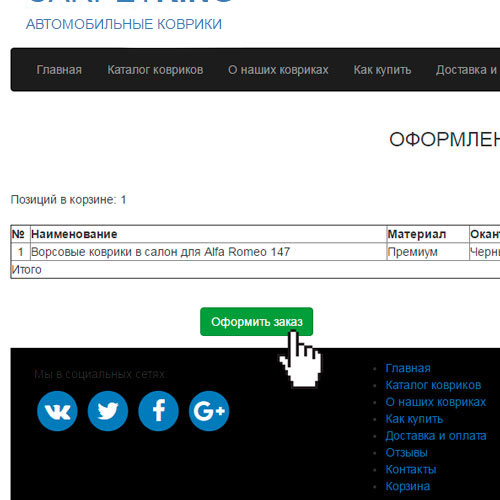 АВТОМОБИЛЬНЫЕ КОВРИКИ
Главная Каталог ковриков О наших ковриках Как купить Доставка и
ОФОРМЛЕН
Позиций в корзине: 1
№ Наименование Материал Окант
1 Ворсовые коврики в салон для Alfa Romeo 147 Премиум Черны
Итого
Оформить заказ
Мы в социальных сетях:
Главная
Каталог ковриков
О наших ковриках
Как купить
Доставка и оплата
Отзывы
Контакты
Корзина